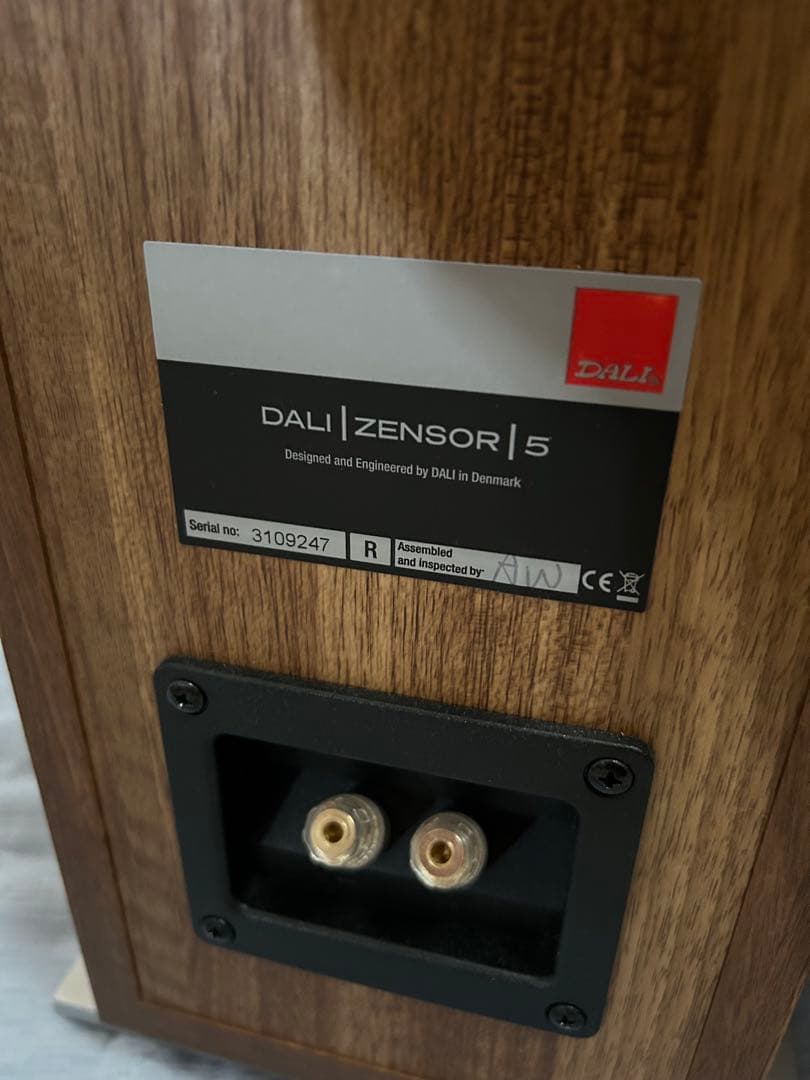 DALI
DALI | ZENSOR | 5
Designed and Engineered by DALI in Denmark
Serial no: 3109247 R Assembled and inspected by: AW CE